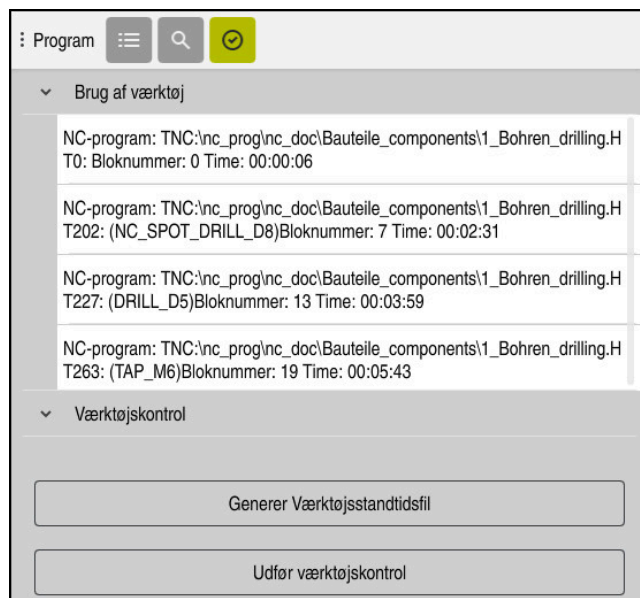 Program
Brug af værktøj
NC-program: TNC:\nc_prog\nc_doc\Bauteile_components\1_Bohren_drilling.H
T0: Bloknummer: 0 Time: 00:00:06
NC-program: TNC:\nc_prog\nc_doc\Bauteile_components\1_Bohren_drilling.H
T202: (NC_SPOT_DRILL_D8)Bloknummer: 7 Time: 00:02:31
NC-program: TNC:\nc_prog\nc_doc\Bauteile_components\1_Bohren_drilling.H
T227: (DRILL_D5)Bloknummer: 13 Time: 00:03:59
NC-program: TNC:\nc_prog\nc_doc\Bauteile_components\1_Bohren_drilling.H
T263: (TAP_M6)Bloknummer: 19 Time: 00:05:43
Værktøjskontrol
Generer Værktøjsstandtidsfil
Udfør værktøjskontrol